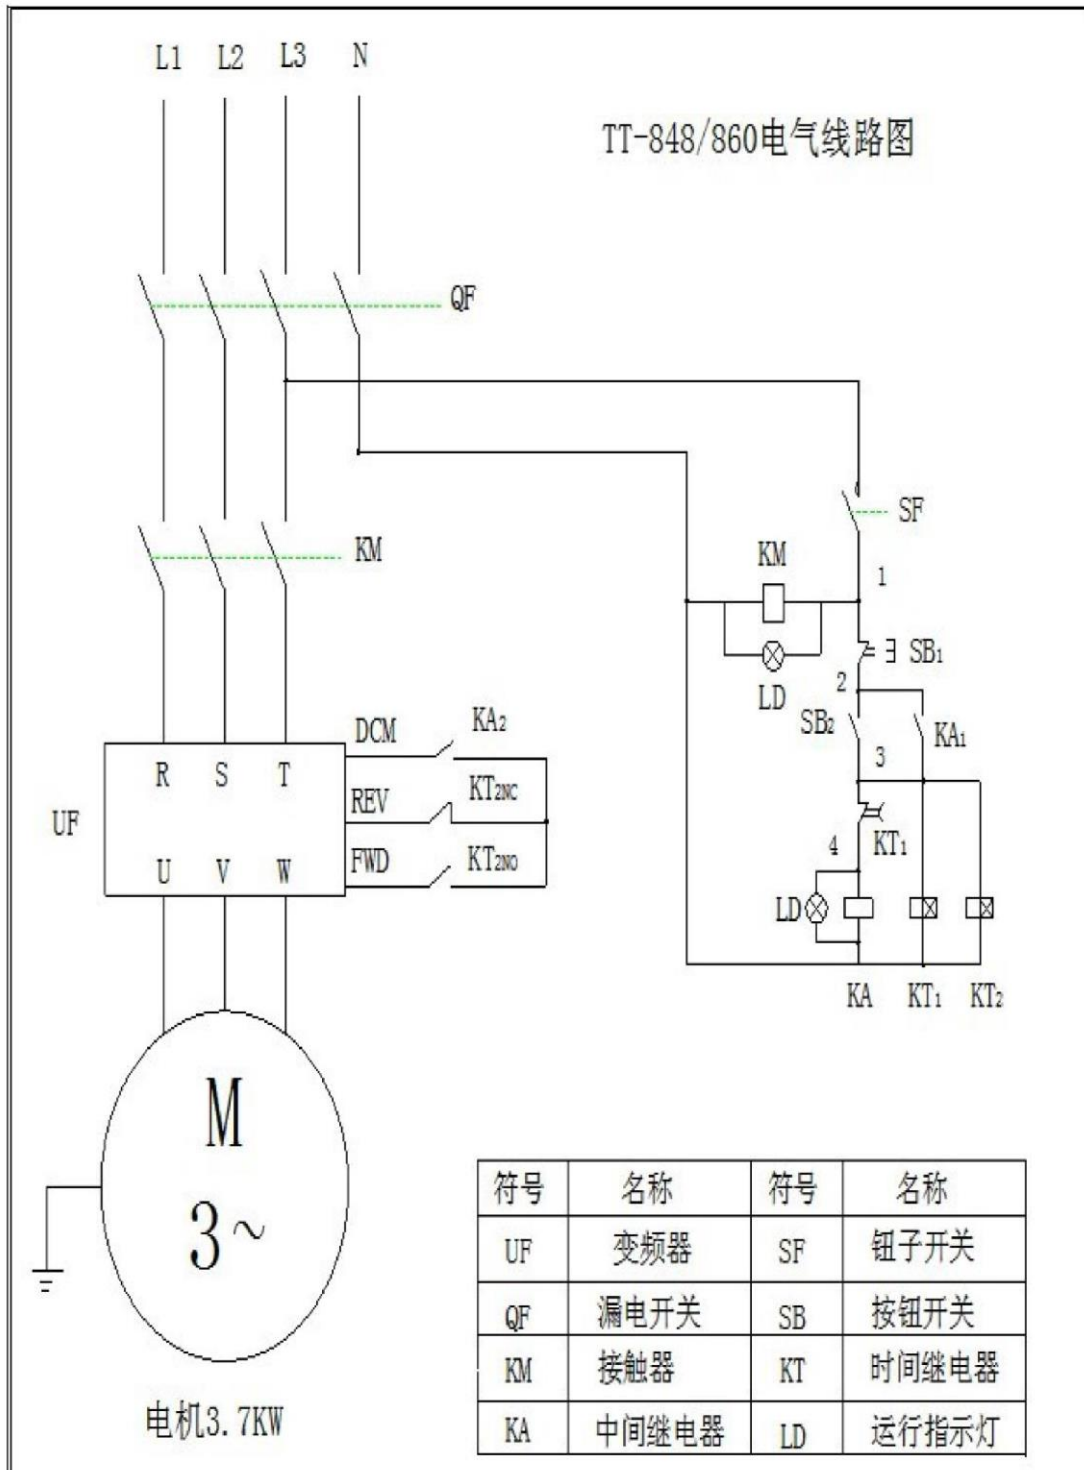 L1 L2 L3 N
TT-848/860电气线路图
QF
SF
KM
KM
1
SB1
LD
2
SB2
KA1
DCM
KA2
3
R S T
REV
KT2NC
UF
4
KT1
U V W
FWD
KT2NO
LD
KA KT1 KT2
M
3~
符号 名称 符号 名称
UF 变频器 SF 钮子开关
QF 漏电开关 SB 按钮开关
KM 接触器 KT 时间继电器
KA 中间继电器 LD 运行指示灯
电机3.7KW